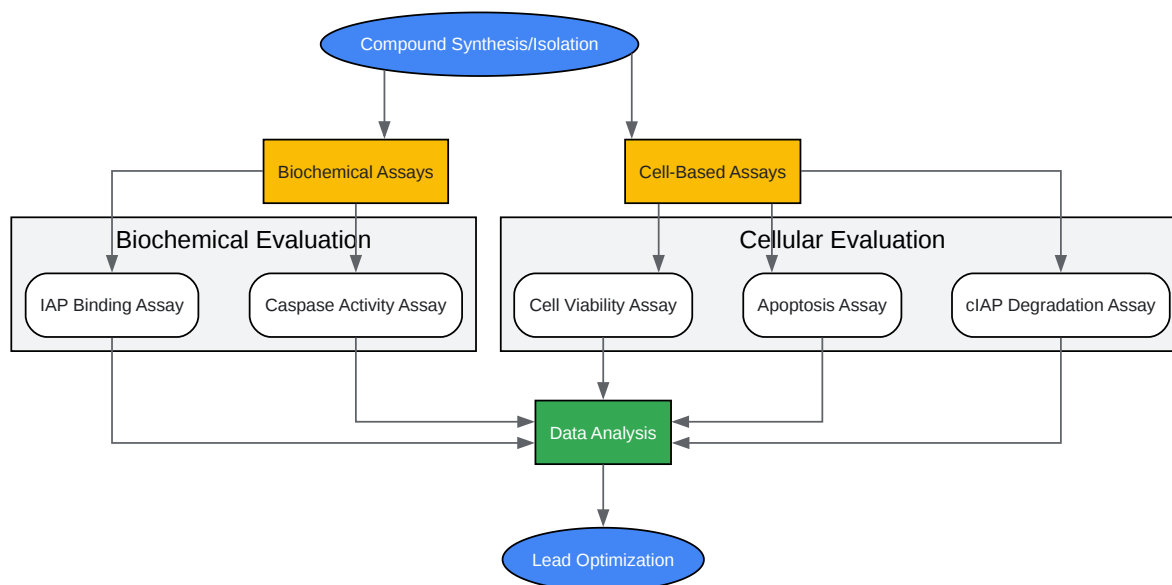 Compound Synthesis/Isolation
Biochemical Assays
Cell-Based Assays
Biochemical Evaluation
Cellular Evaluation
IAP Binding Assay
Caspase Activity Assay
Cell Viability Assay
Apoptosis Assay
cIAP Degradation Assay
Data Analysis
Lead Optimization